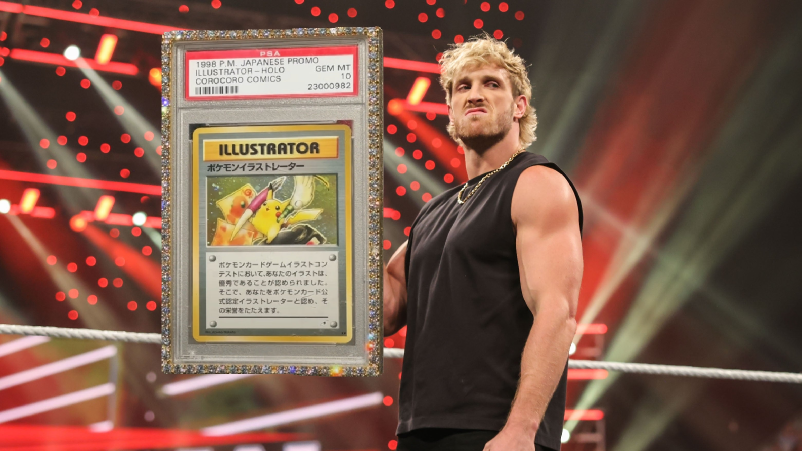 PSA
1998 P.M. JAPANESE PROMO
ILLUSTRATOR-HOLO
GEM MT
COROCORO COMICS
10
23000982
ILLUSTRATOR
ポケモンイラストレーター
ポケモンカードゲームイラストコン
テストにおいて、あなたのイラストは、
優秀であることが認められました。
そこで、あなたをポケモンカード公
式認定イラストレーターと認め、そ
の栄誉をたたえます。